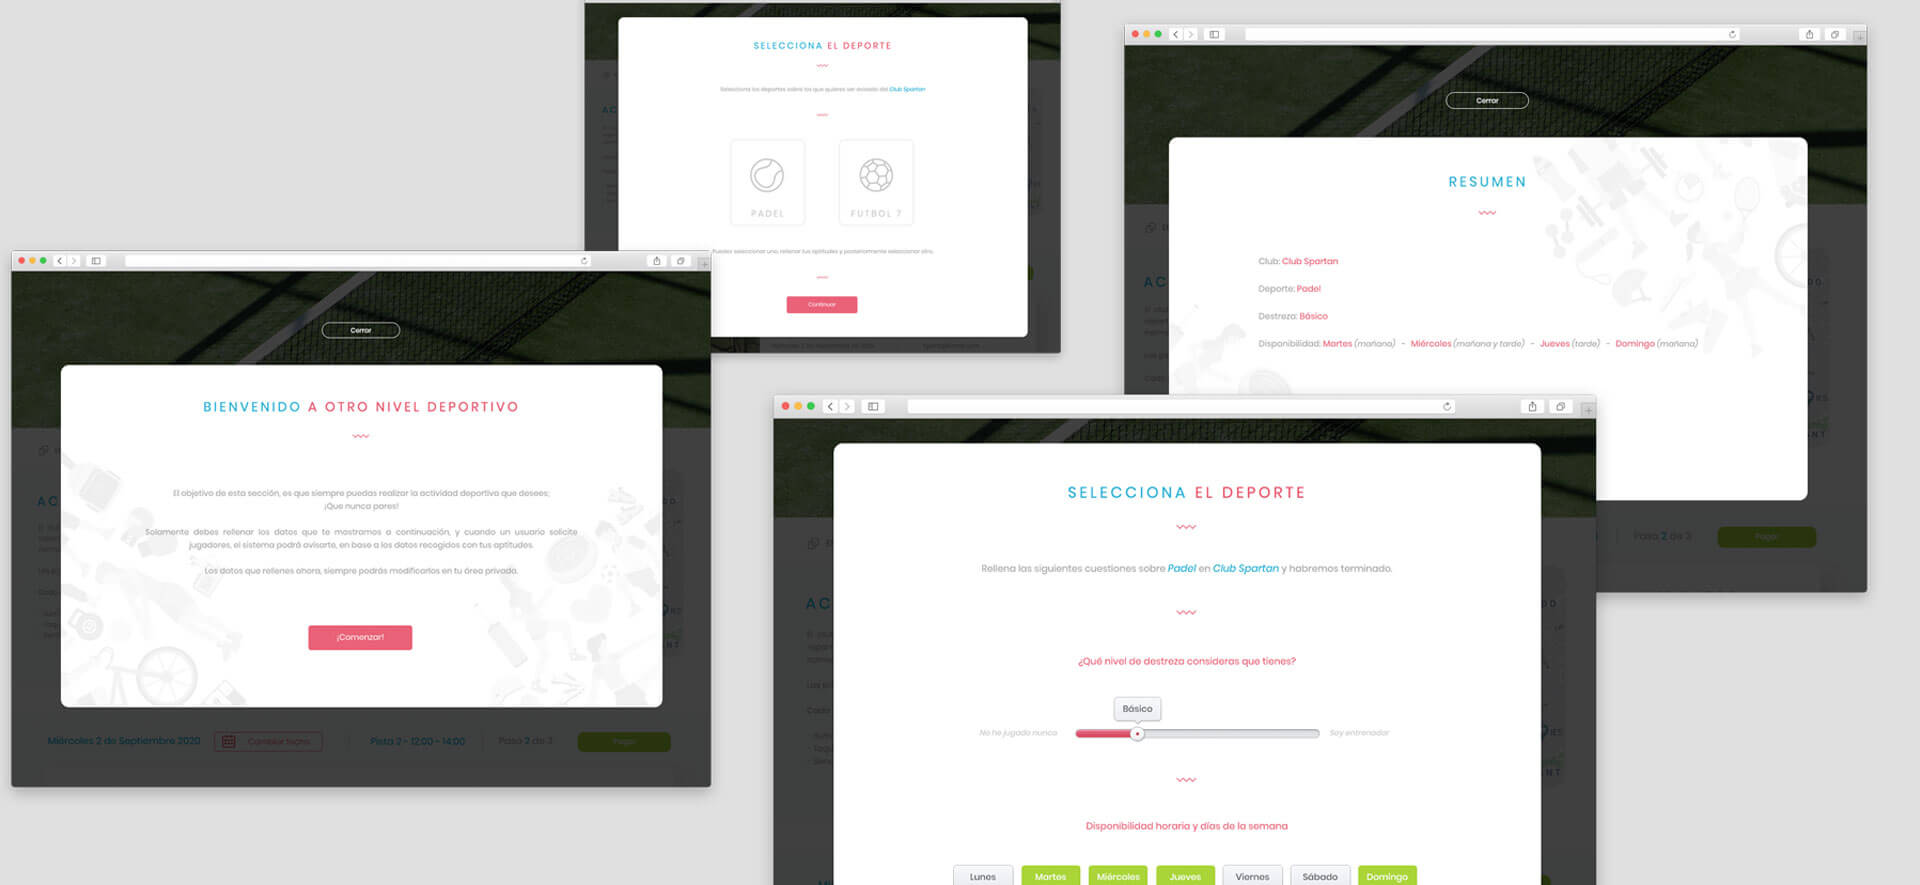 SELECCIONA EL DEPORTE
Selecciona los deportes sobre los que quieres ser avisado del Club Spartan
PADEL
FUTBOL 7
Puedes seleccionar uno, rellenar tus aptitudes y posteriormente seleccionar otro.
Continuar
Cerrar
RESUMEN
Club: Club Spartan
Deporte: Padel
Destreza: Básico
Disponibilidad: Martes (mañana) - Miércoles (mañana y tarde) - Jueves (tarde) - Domingo (mañana)
Paso 2 de 3
Pagar
Cerrar
BIENVENIDO A OTRO NIVEL DEPORTIVO
El objetivo de esta sección, es que siempre puedas realizar la actividad deportiva que desees;
¡Que nunca pares!
Solamente debes rellenar los datos que te mostramos a continuación, y cuando un usuario solicite
jugadores, el sistema podrá avisarte, en base a los datos recogidos con tus aptitudes.
Los datos que rellenes ahora, siempre podrás modificarlos en tu área privada.
¡Comenzar!
Miércoles 2 de Septiembre 2020
Cambiar fecha
Pista 2 - 12:00 - 14:00
Paso 2 de 3
Pagar
SELECCIONA EL DEPORTE
Rellena las siguientes cuestiones sobre Padel en Club Spartan y habremos terminado.
¿Qué nivel de destreza consideras que tienes?
Básico
No he jugado nunca
Soy entrenador
Disponibilidad horaria y días de la semana
Lunes Martes Miércoles Jueves Viernes Sábado Domingo